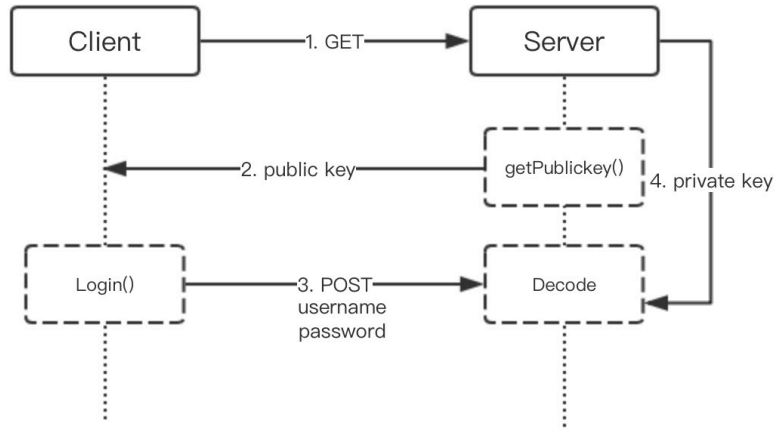 Client
1. GET
Server
2. public key
getPublickey()
4. private key
Login()
3. POST
username
password
Decode